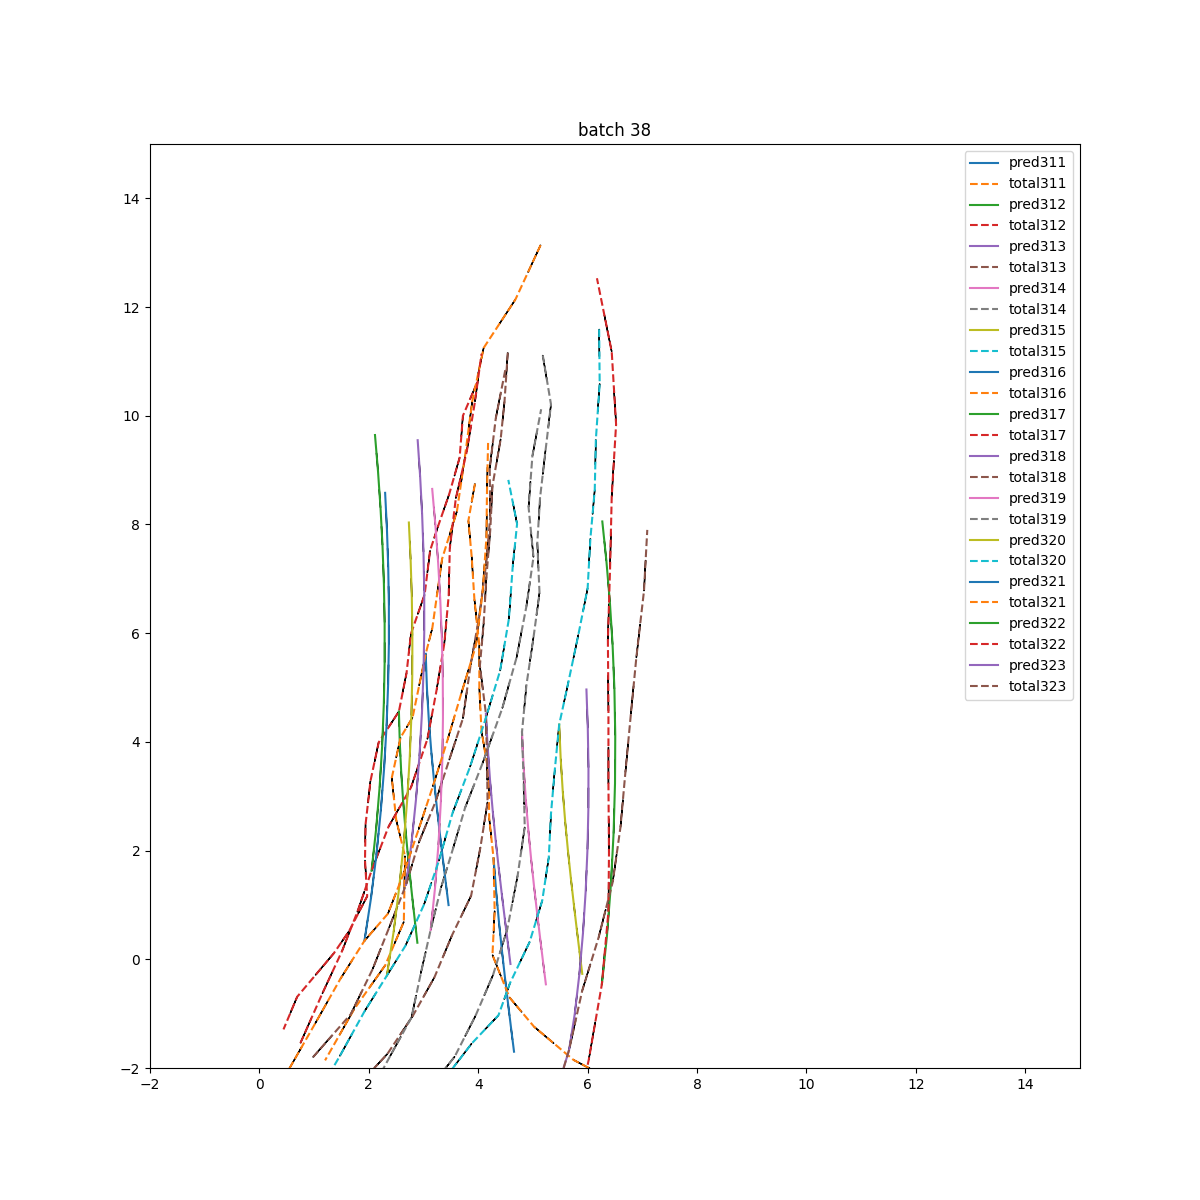 batch 38
14
12
10
8
6
4
2
0
−2
−2
0
2
4
6
8
10
12
14
pred311
total311
pred312
total312
pred313
total313
pred314
total314
pred315
total315
pred316
total316
pred317
total317
pred318
total318
pred319
total319
pred320
total320
pred321
total321
pred322
total322
pred323
total323